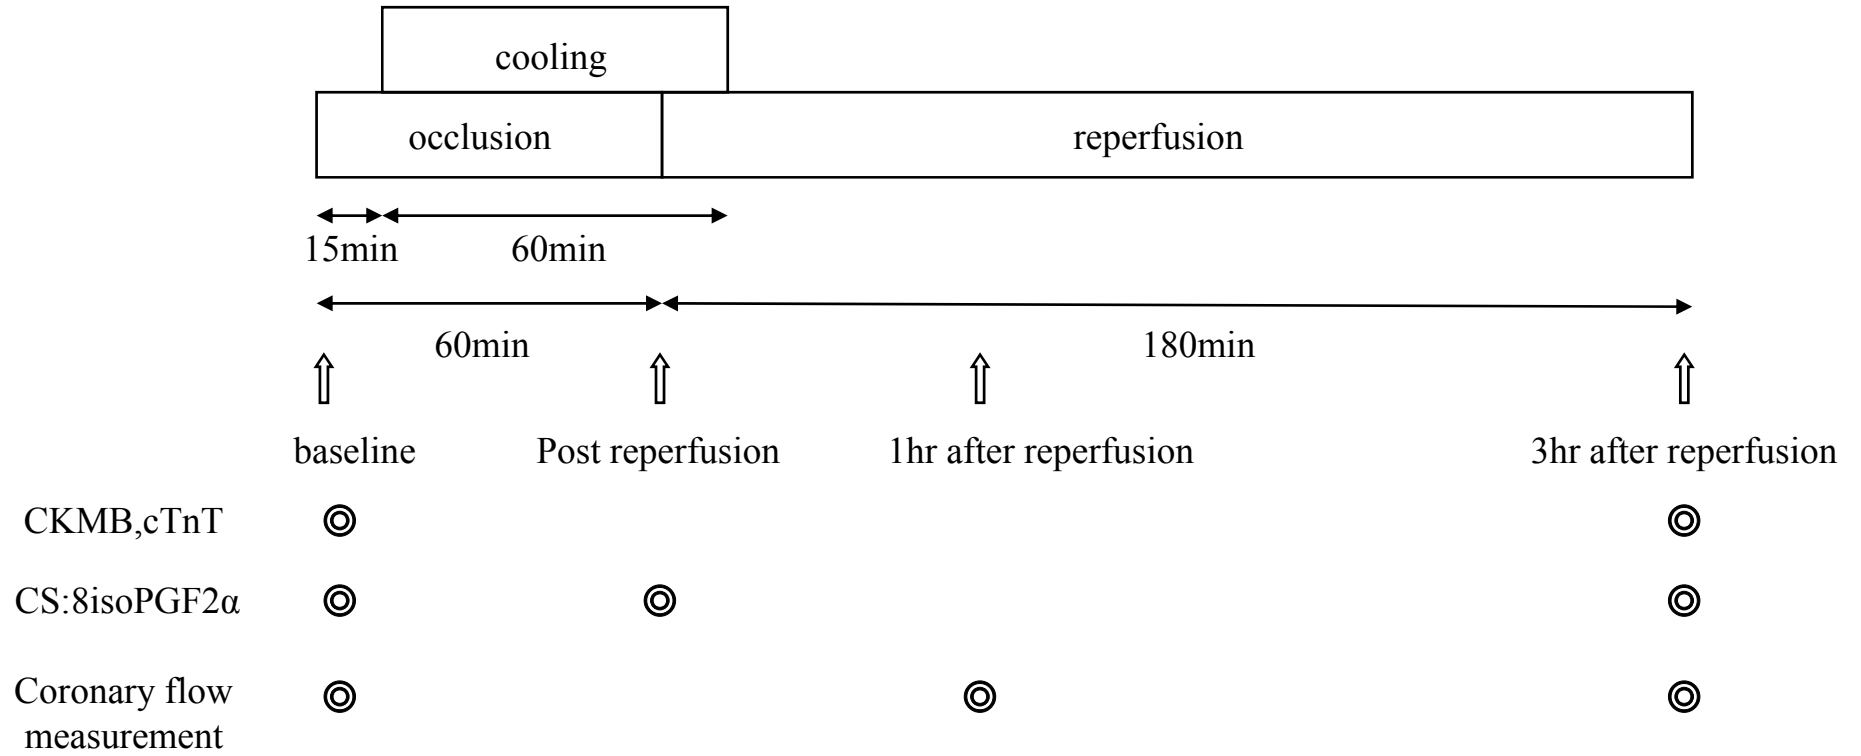 cooling
occlusion
reperfusion
15min
60min
60min
180min
baseline
Post reperfusion
1hr after reperfusion
3hr after reperfusion
CKMB,cTnT
CS:8isoPGF2α
Coronary flow
measurement